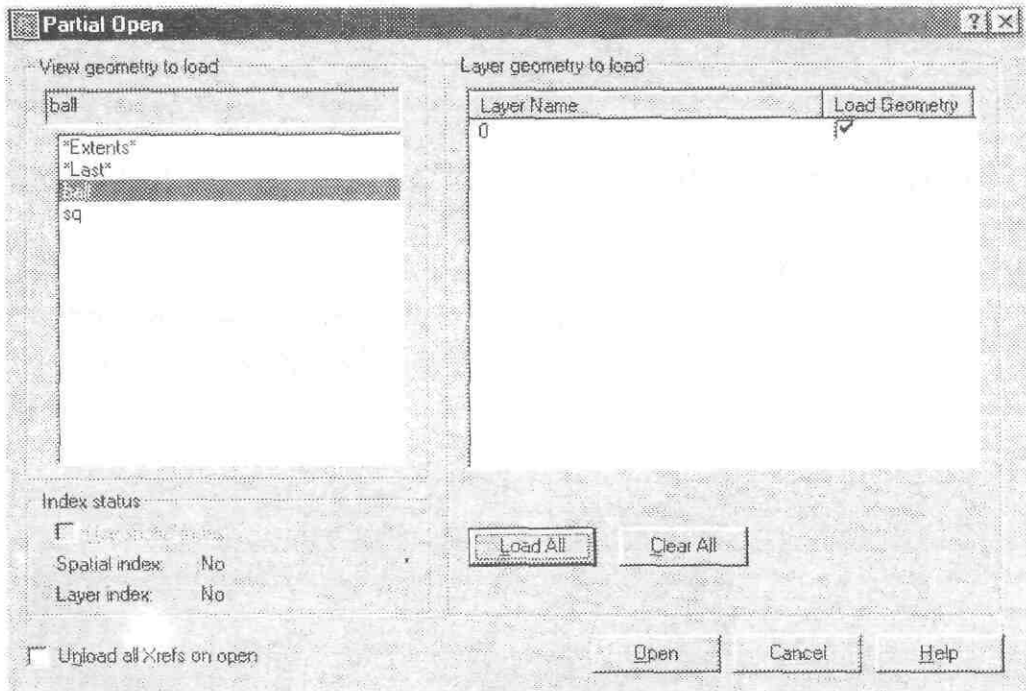 Partial Open
View geometry to load
ball
*Extents*
*Last*
ball
sq
Layer geometry to load
Layer Name
Load Geometry
0
Load All
Clear All
Index status
Spatial index: No
Layer index: No
Unload all Xrefs on open
Open
Cancel
Help